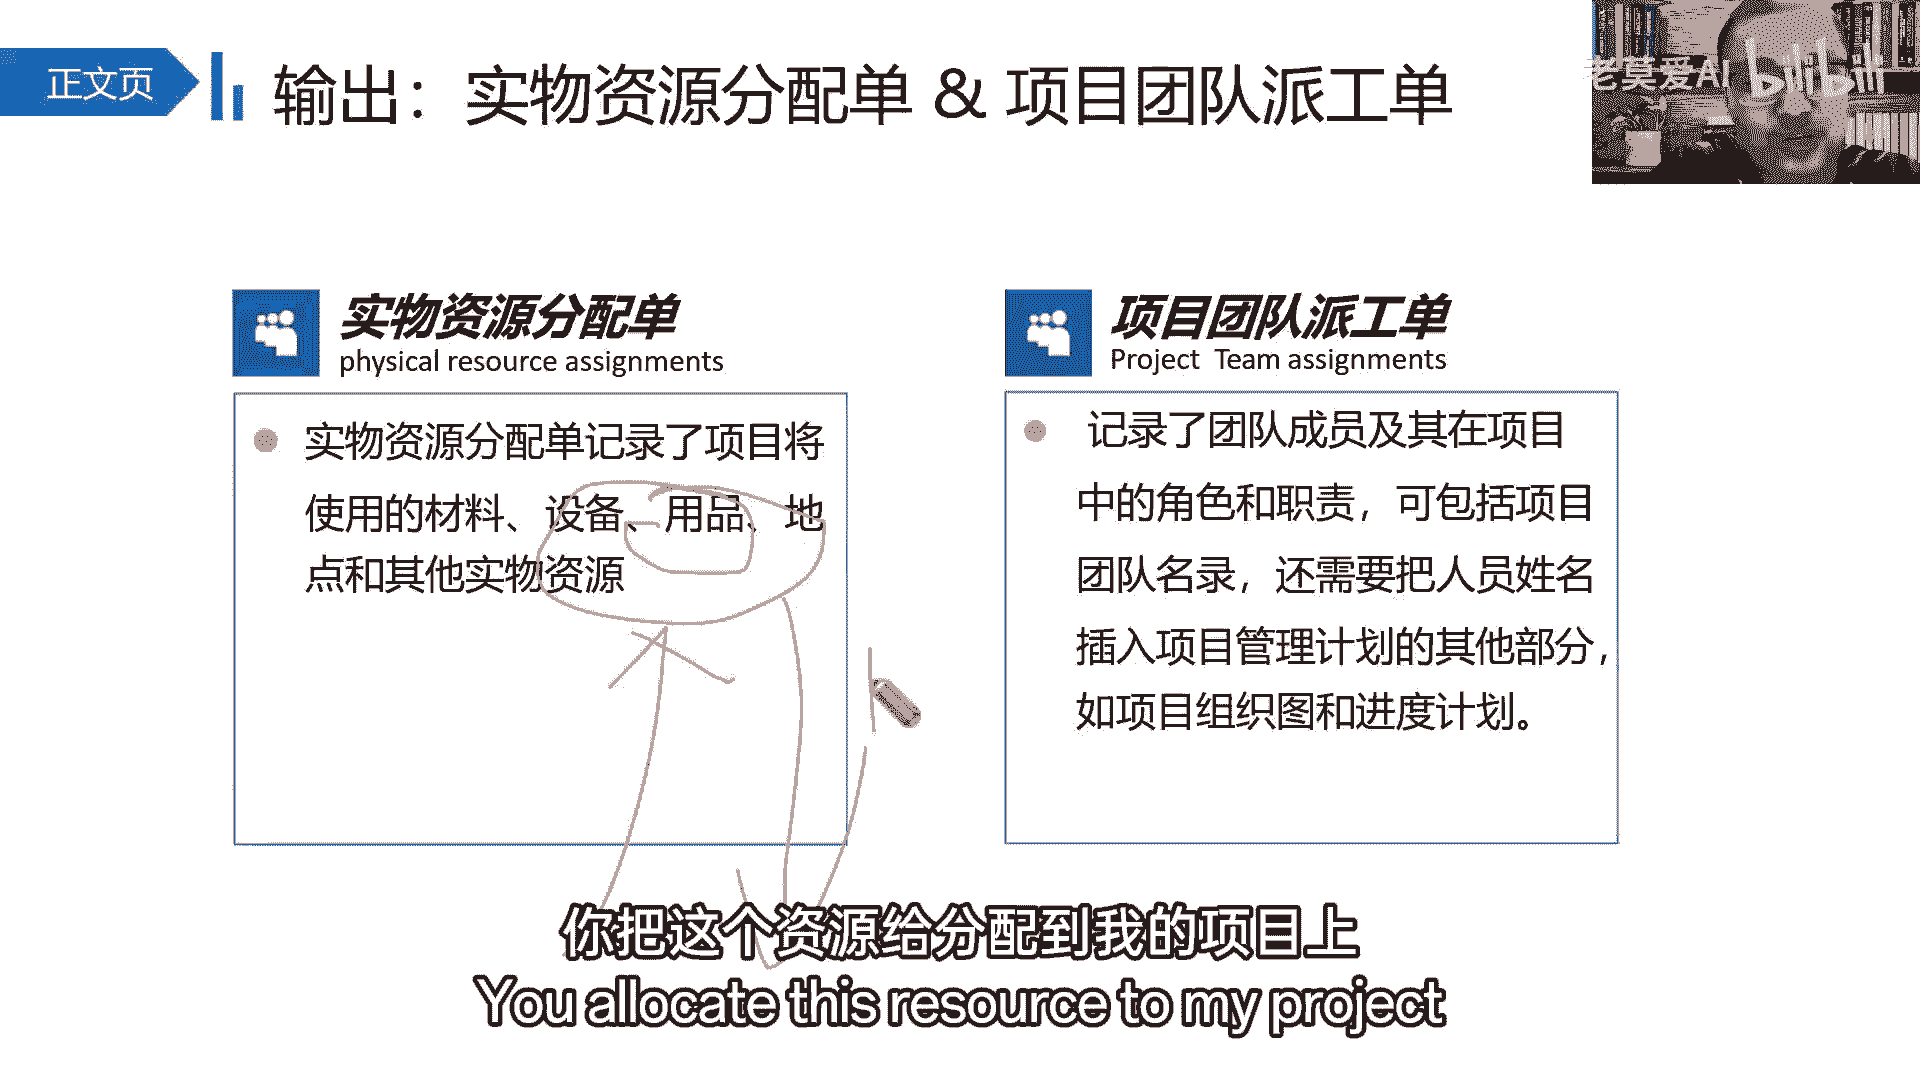 正文页
输出：实物资源分配单 & 项目团队派工单
老莫爱AI bilibili
实物资源分配单
physical resource assignments
实物资源分配单记录了项目将
使用的材料、设备、用品、地
点和其他实物资源
项目团队派工单
Project Team assignments
记录了团队成员及其在项目
中的角色和职责，可包括项目
团队名录，还需要把人员姓名
插入项目管理计划的其他部分，
如项目组织图和进度计划。
你把这个资源给分配到我的项目上
You allocate this resource to my project